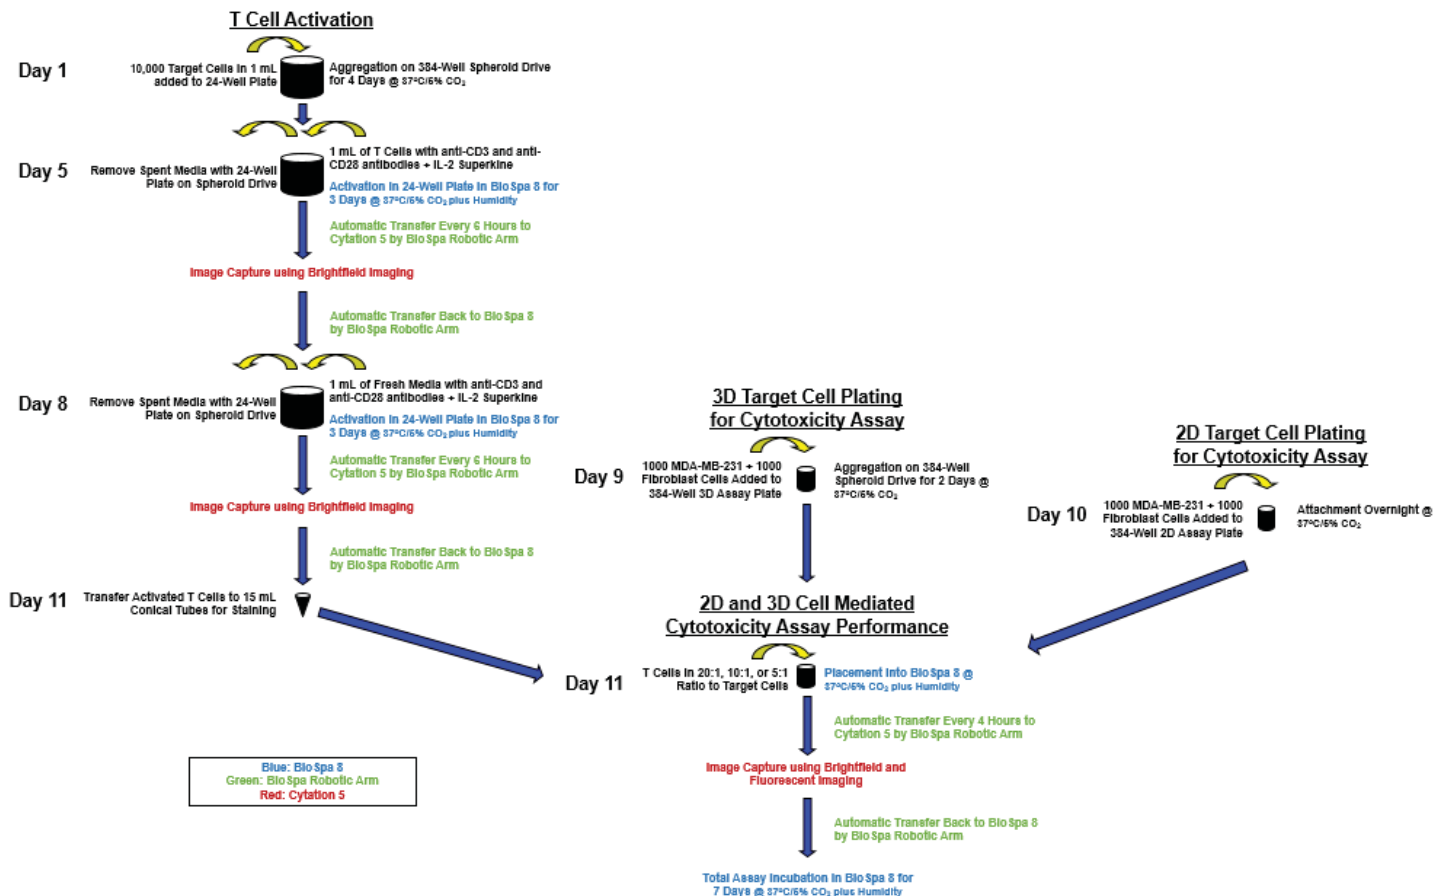 T Cell Activation
Day 1
10,000 Target Cells in 1 mL
added to 24-Well Plate
Aggregation on 384-Well Spheroid Drive
for 4 Days @ 37ºC/5% CO₂
Day 5
Remove Spent Media with 24-Well
Plate on Spheroid Drive
1 mL of T Cells with anti-CD3 and anti-
CD28 antibodies + IL-2 Superkine
Activation in 24-Well Plate in BioSpa 8 for
3 Days @ 37ºC/5% CO₂ plus Humidity
Automatic Transfer Every 6 Hours to
Cytation 5 by BioSpa Robotic Arm
Image Capture using Brightfield Imaging
Automatic Transfer Back to BioSpa 8
by BioSpa Robotic Arm
Day 8
Remove Spent Media with 24-Well
Plate on Spheroid Drive
1 mL of Fresh Media with anti-CD3 and
anti-CD28 antibodies + IL-2 Superkine
Activation in 24-Well Plate in BioSpa 8 for
3 Days @ 37ºC/5% CO₂ plus Humidity
Automatic Transfer Every 6 Hours to
Cytation 5 by BioSpa Robotic Arm
Image Capture using Brightfield Imaging
Automatic Transfer Back to BioSpa 8
by BioSpa Robotic Arm
Day 11
Transfer Activated T Cells to 15 mL
Conical Tubes for Staining
3D Target Cell Plating
for Cytotoxicity Assay
Day 9
1000 MDA-MB-231 + 1000
Fibroblast Cells Added to
384-Well 3D Assay Plate
Aggregation on 384-Well
Spheroid Drive for 2 Days @
37ºC/5% CO₂
2D Target Cell Plating
for Cytotoxicity Assay
Day 10
1000 MDA-MB-231 + 1000
Fibroblast Cells Added to
384-Well 2D Assay Plate
Attachment Overnight @
37ºC/5% CO₂
2D and 3D Cell Mediated
Cytotoxicity Assay Performance
Day 11
T Cells in 20:1, 10:1, or 5:1
Ratio to Target Cells
Placement into BioSpa 8 @
37ºC/5% CO₂ plus Humidity
Automatic Transfer Every 4 Hours to
Cytation 5 by BioSpa Robotic Arm
Image Capture using Brightfield and
Fluorescent Imaging
Automatic Transfer Back to BioSpa 8
by BioSpa Robotic Arm
Total Assay Incubation in BioSpa 8 for
7 Days @ 37ºC/5% CO₂ plus Humidity
Blue: BioSpa 8
Green: BioSpa Robotic Arm
Red: Cytation 5